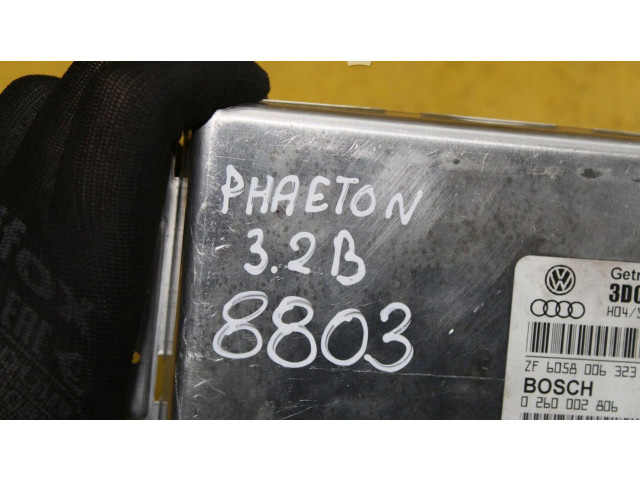 PHAETON
3.2B
8803
Getr
3D0
H04/
ZF 6058 006 323
BOSCH
0 260 002 806